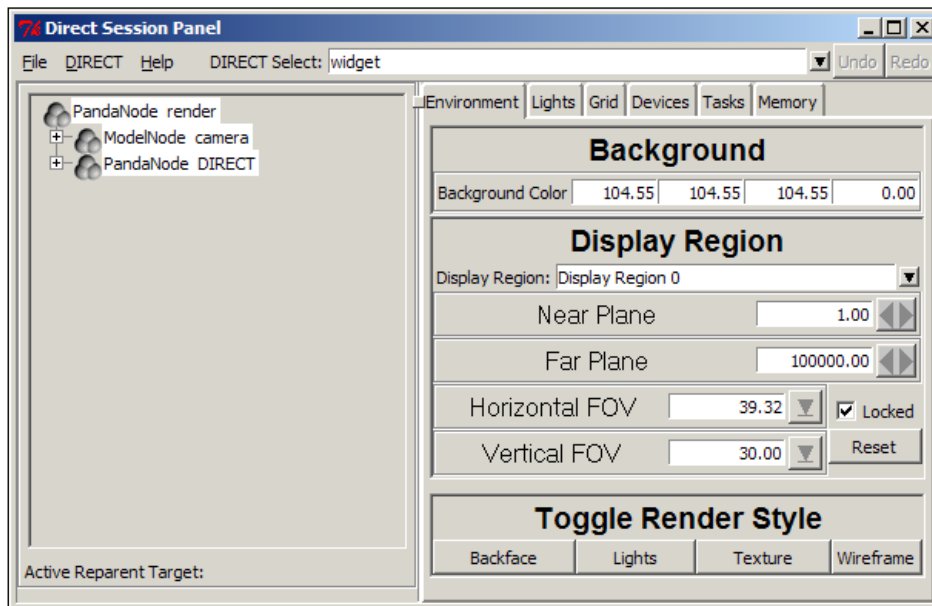 Direct Session Panel
File DIRECT Help DIRECT Select: widget Undo Redo
PandaNode render
ModelNode camera
PandaNode DIRECT
Active Reparent Target:
Environment Lights Grid Devices Tasks Memory
Background
Background Color 104.55 104.55 104.55 0.00
Display Region
Display Region: Display Region 0
Near Plane 1.00
Far Plane 100000.00
Horizontal FOV 39.32 Locked
Vertical FOV 30.00 Reset
Toggle Render Style
Backface Lights Texture Wireframe